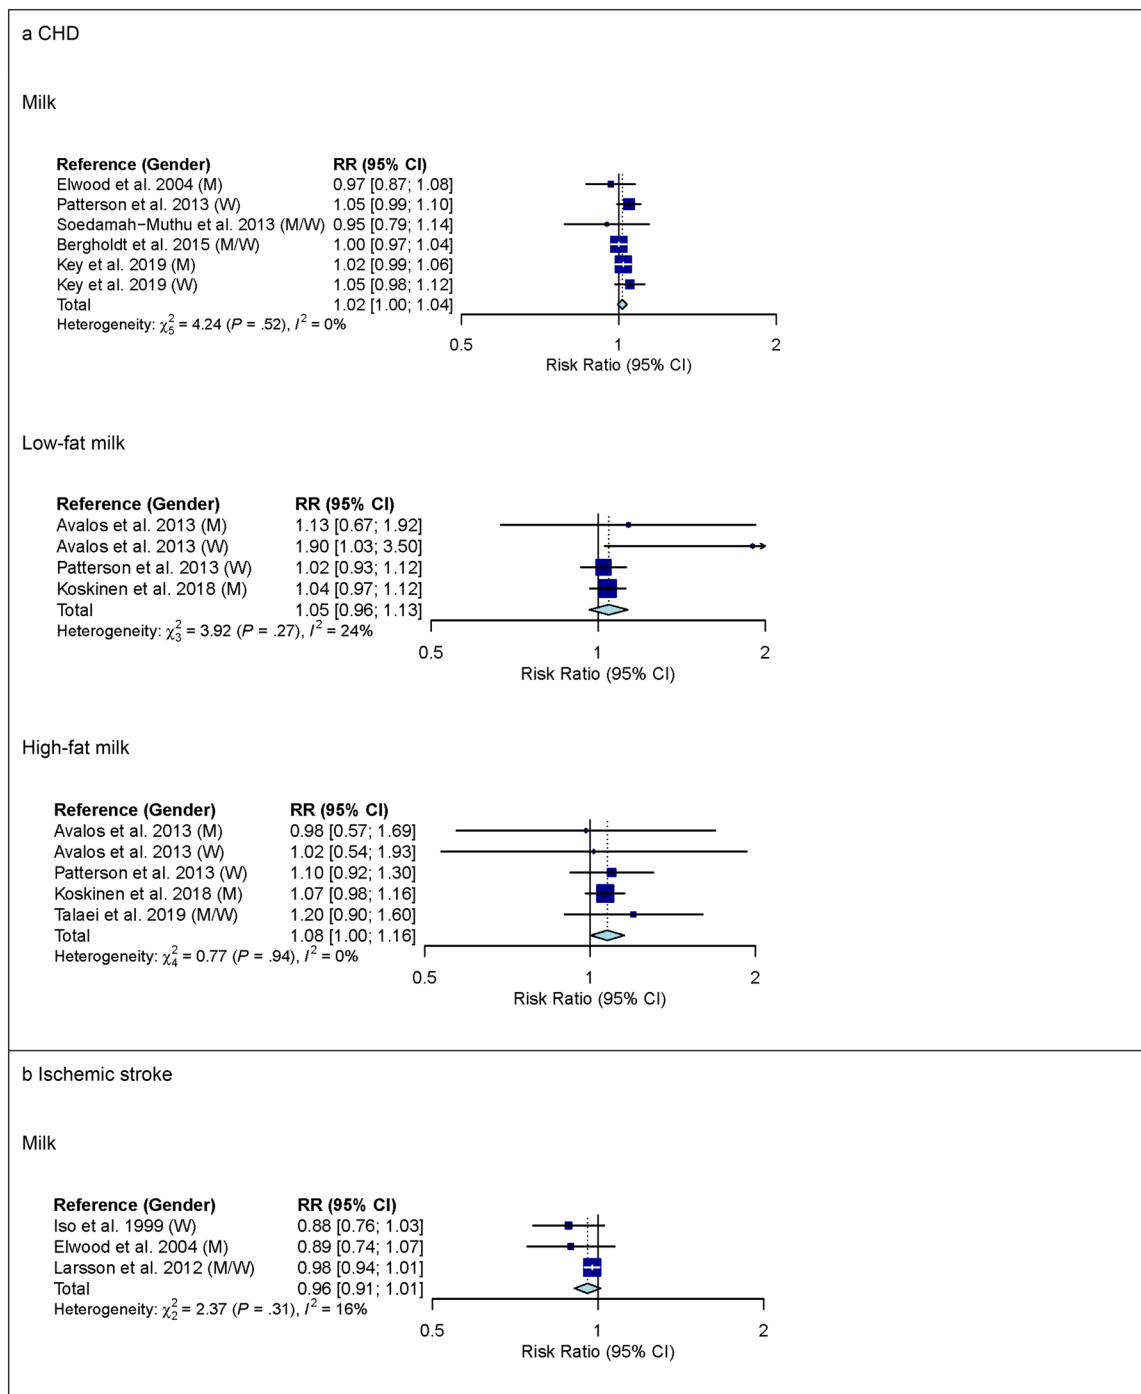 a CHD
Milk
Reference (Gender) RR (95% CI)
Elwood et al. 2004 (M) 0.97 [0.87; 1.08]
Patterson et al. 2013 (W) 1.05 [0.99; 1.10]
Soedamah−Muthu et al. 2013 (M/W) 0.95 [0.79; 1.14]
Bergholdt et al. 2015 (M/W) 1.00 [0.97; 1.04]
Key et al. 2019 (M) 1.02 [0.99; 1.06]
Key et al. 2019 (W) 1.05 [0.98; 1.12]
Total 1.02 [1.00; 1.04]
Heterogeneity: χ²₅ = 4.24 (P = .52), I² = 0%
0.5 1 2
Risk Ratio (95% CI)
Low-fat milk
Reference (Gender) RR (95% CI)
Avalos et al. 2013 (M) 1.13 [0.67; 1.92]
Avalos et al. 2013 (W) 1.90 [1.03; 3.50]
Patterson et al. 2013 (W) 1.02 [0.93; 1.12]
Koskinen et al. 2018 (M) 1.04 [0.97; 1.12]
Total 1.05 [0.96; 1.13]
Heterogeneity: χ²₃ = 3.92 (P = .27), I² = 24%
0.5 1 2
Risk Ratio (95% CI)
High-fat milk
Reference (Gender) RR (95% CI)
Avalos et al. 2013 (M) 0.98 [0.57; 1.69]
Avalos et al. 2013 (W) 1.02 [0.54; 1.93]
Patterson et al. 2013 (W) 1.10 [0.92; 1.30]
Koskinen et al. 2018 (M) 1.07 [0.98; 1.16]
Talaei et al. 2019 (M/W) 1.20 [0.90; 1.60]
Total 1.08 [1.00; 1.16]
Heterogeneity: χ²₄ = 0.77 (P = .94), I² = 0%
0.5 1 2
Risk Ratio (95% CI)
b Ischemic stroke
Milk
Reference (Gender) RR (95% CI)
Iso et al. 1999 (W) 0.88 [0.76; 1.03]
Elwood et al. 2004 (M) 0.89 [0.74; 1.07]
Larsson et al. 2012 (M/W) 0.98 [0.94; 1.01]
Total 0.96 [0.91; 1.01]
Heterogeneity: χ²₂ = 2.37 (P = .31), I² = 16%
0.5 1 2
Risk Ratio (95% CI)